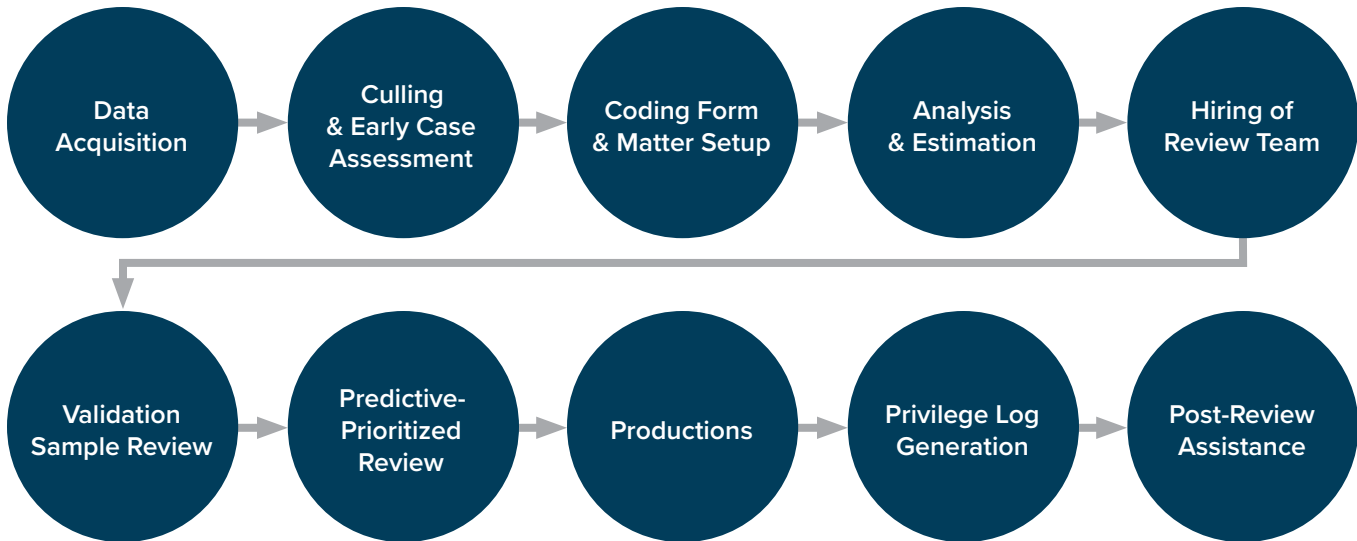 Data
Acquisition
Culling
& Early Case
Assessment
Coding Form
& Matter Setup
Analysis
& Estimation
Hiring of
Review Team
Validation
Sample Review
Predictive-
Prioritized
Review
Productions
Privilege Log
Generation
Post-Review
Assistance